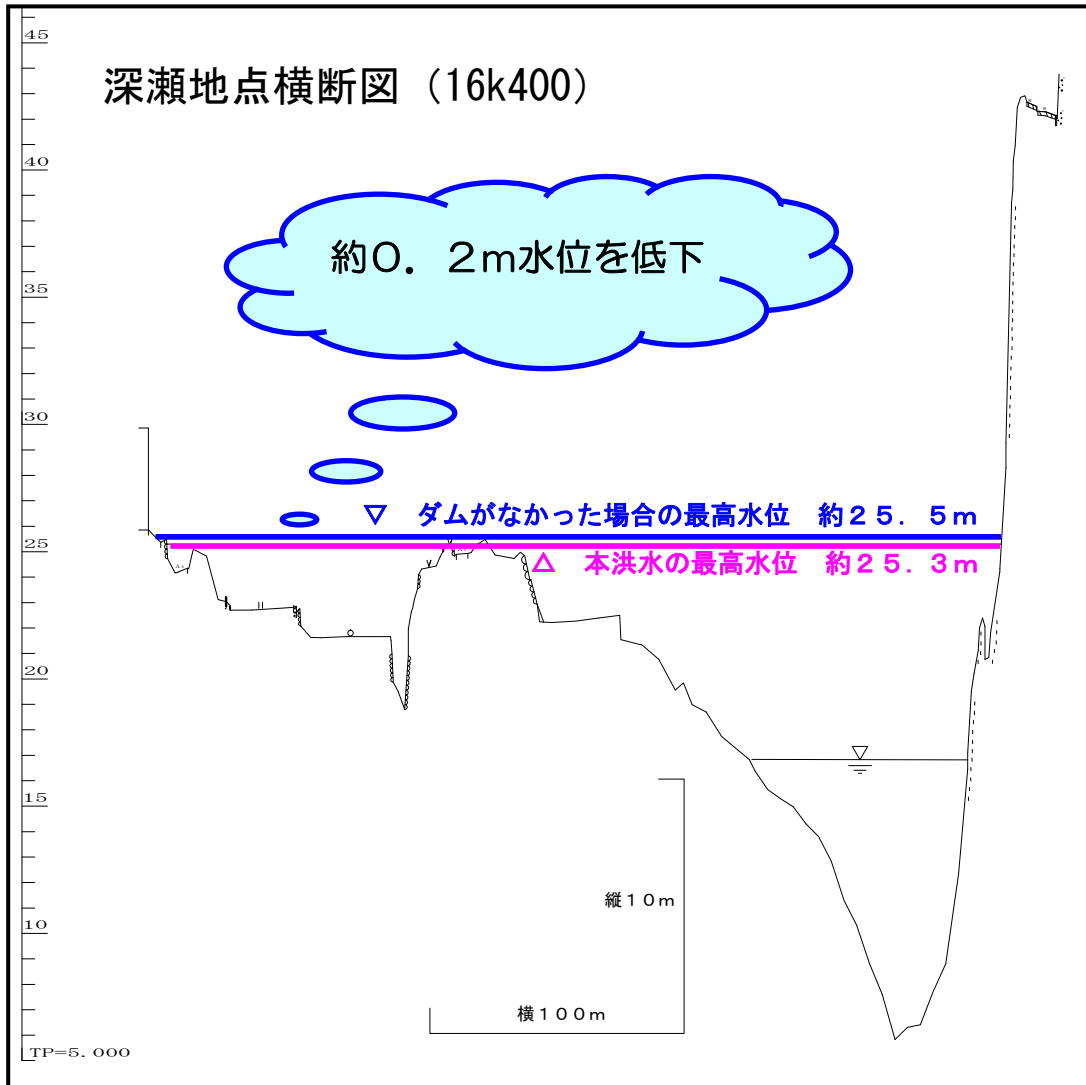 45
深瀬地点横断図（16k400）
40
約０．２ｍ水位を低下
35
30
▽　ダムがなかった場合の最高水位　約２５．５ｍ
25
△　本洪水の最高水位　約２５．３ｍ
20
15
縦１０ｍ
10
横１００ｍ
TP=5.000